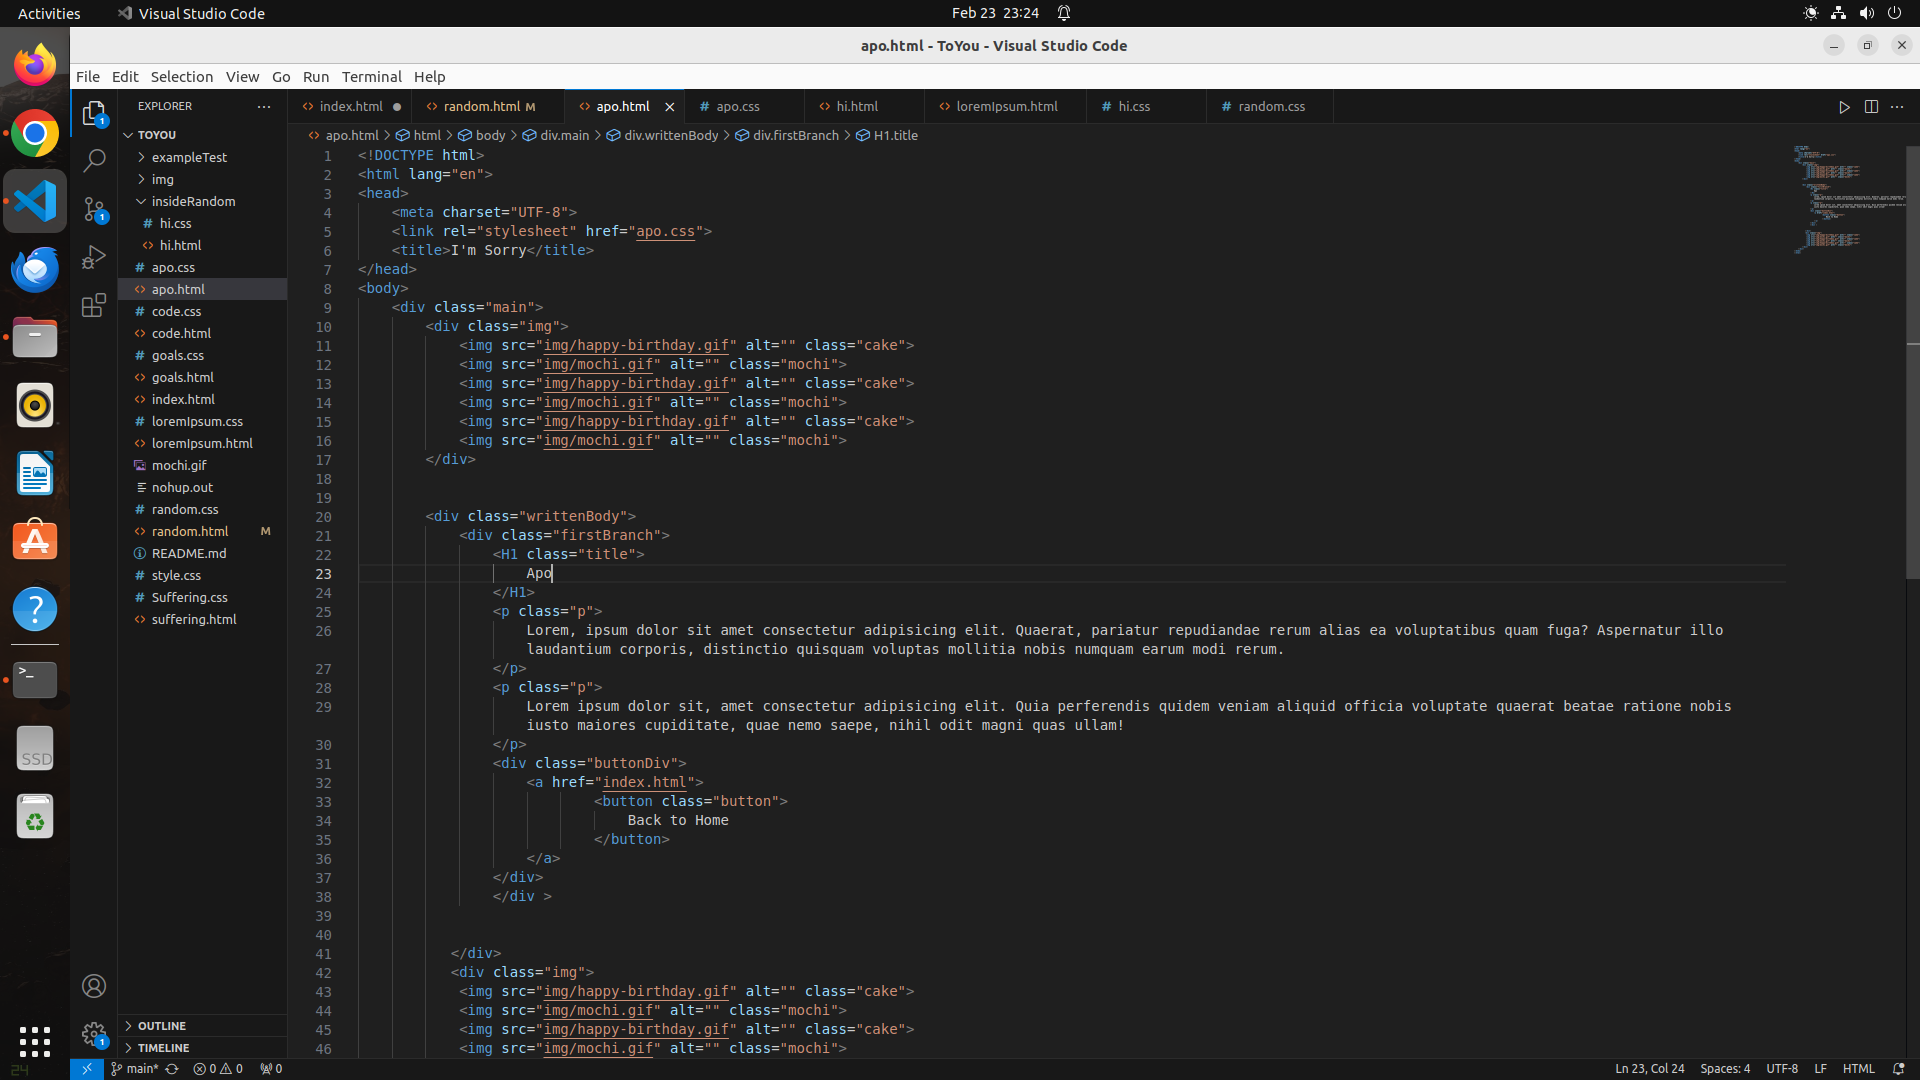 Activities
Visual Studio Code
Feb 23 23:24
apo.html - ToYou - Visual Studio Code
File Edit Selection View Go Run Terminal Help
EXPLORER
TOYOU
exampleTest
img
insideRandom
# hi.css
<> hi.html
# apo.css
<> apo.html
# code.css
<> code.html
# goals.css
<> goals.html
<> index.html
# loremIpsum.css
<> loremIpsum.html
mochi.gif
nohup.out
# random.css
<> random.html M
README.md
# style.css
# Suffering.css
<> suffering.html
OUTLINE
TIMELINE
<> index.html ● <> random.html M <> apo.html # apo.css <> hi.html <> loremIpsum.html # hi.css # random.css
<> apo.html > html > body > div.main > div.writtenBody > div.firstBranch > H1.title
1 <!DOCTYPE html>
2 <html lang="en">
3 <head>
4 <meta charset="UTF-8">
5 <link rel="stylesheet" href="apo.css">
6 <title>I'm Sorry</title>
7 </head>
8 <body>
9 <div class="main">
10 <div class="img">
11 <img src="img/happy-birthday.gif" alt="" class="cake">
12 <img src="img/mochi.gif" alt="" class="mochi">
13 <img src="img/happy-birthday.gif" alt="" class="cake">
14 <img src="img/mochi.gif" alt="" class="mochi">
15 <img src="img/happy-birthday.gif" alt="" class="cake">
16 <img src="img/mochi.gif" alt="" class="mochi">
17 </div>
18
19
20 <div class="writtenBody">
21 <div class="firstBranch">
22 <H1 class="title">
23 Apo
24 </H1>
25 <p class="p">
26 Lorem, ipsum dolor sit amet consectetur adipisicing elit. Quaerat, pariatur repudiandae rerum alias ea voluptatibus quam fuga? Aspernatur illo
laudantium corporis, distinctio quisquam voluptas mollitia nobis numquam earum modi rerum.
27 </p>
28 <p class="p">
29 Lorem ipsum dolor sit, amet consectetur adipisicing elit. Quia perferendis quidem veniam aliquid officia voluptate quaerat beatae ratione nobis
iusto maiores cupiditate, quae nemo saepe, nihil odit magni quas ullam!
30 </p>
31 <div class="buttonDiv">
32 <a href="index.html">
33 <button class="button">
34 Back to Home
35 </button>
36 </a>
37 </div>
38 </div >
39
40
41 </div>
42 <div class="img">
43 <img src="img/happy-birthday.gif" alt="" class="cake">
44 <img src="img/mochi.gif" alt="" class="mochi">
45 <img src="img/happy-birthday.gif" alt="" class="cake">
46 <img src="img/mochi.gif" alt="" class="mochi">
1
1
1
SSD
24
main* 0 0 0
Ln 23, Col 24 Spaces: 4 UTF-8 LF HTML